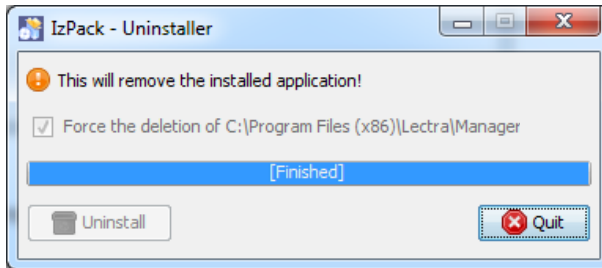 IzPack - Uninstaller
This will remove the installed application!
Force the deletion of C:\Program Files (x86)\Lectra\Manager
[Finished]
Uninstall
Quit